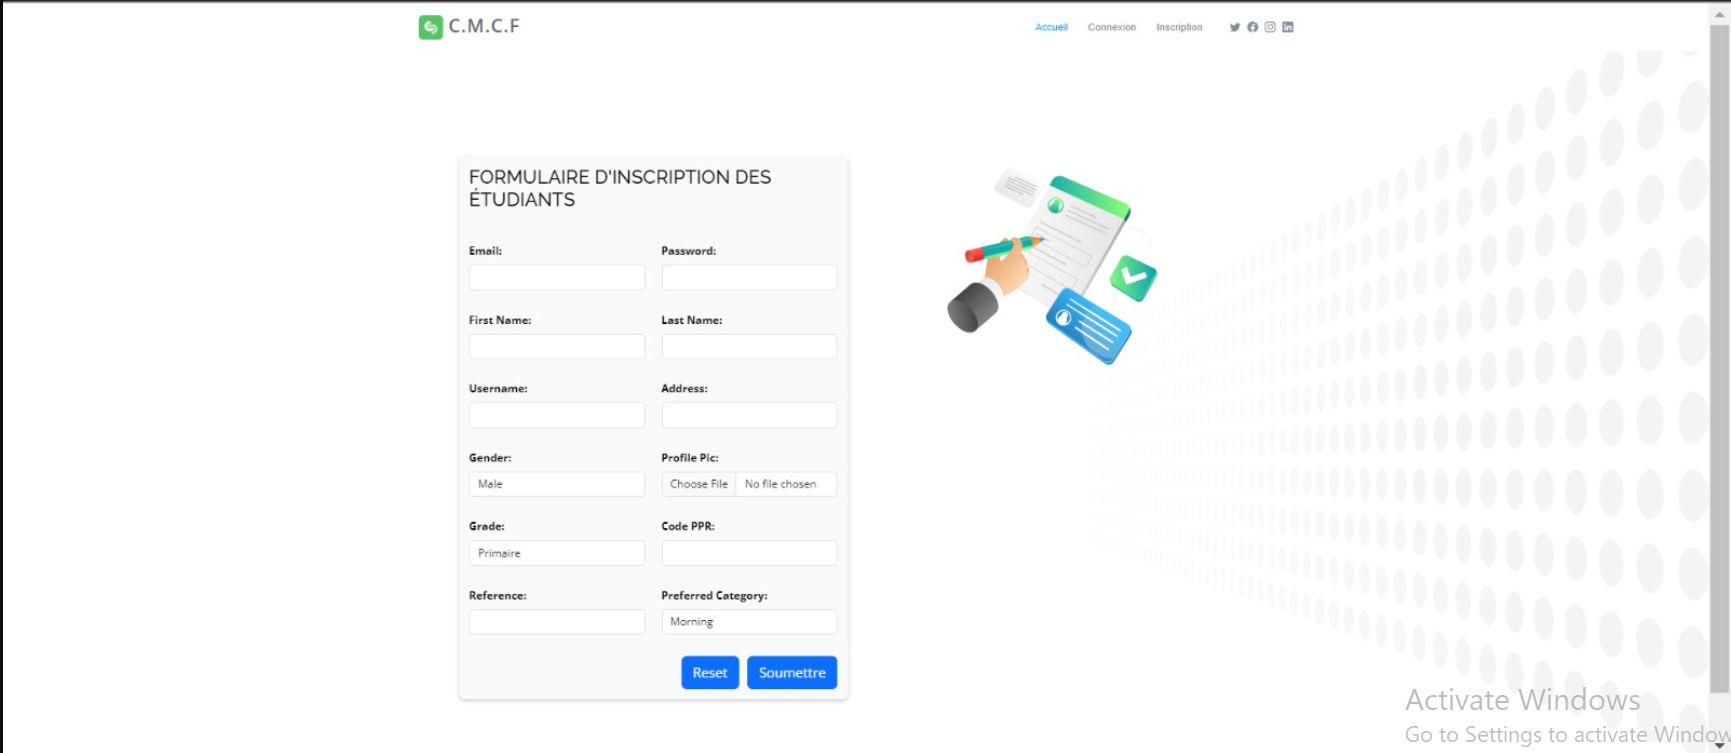 C.M.C.F
Accueil Connexion Inscription
FORMULAIRE D'INSCRIPTION DES
ÉTUDIANTS
Email: Password:
First Name: Last Name:
Username: Address:
Gender: Profile Pic:
Male Choose File No file chosen
Grade: Code PPR:
Primaire
Reference: Preferred Category:
Morning
Reset Soumettre
Activate Windows
Go to Settings to activate Window